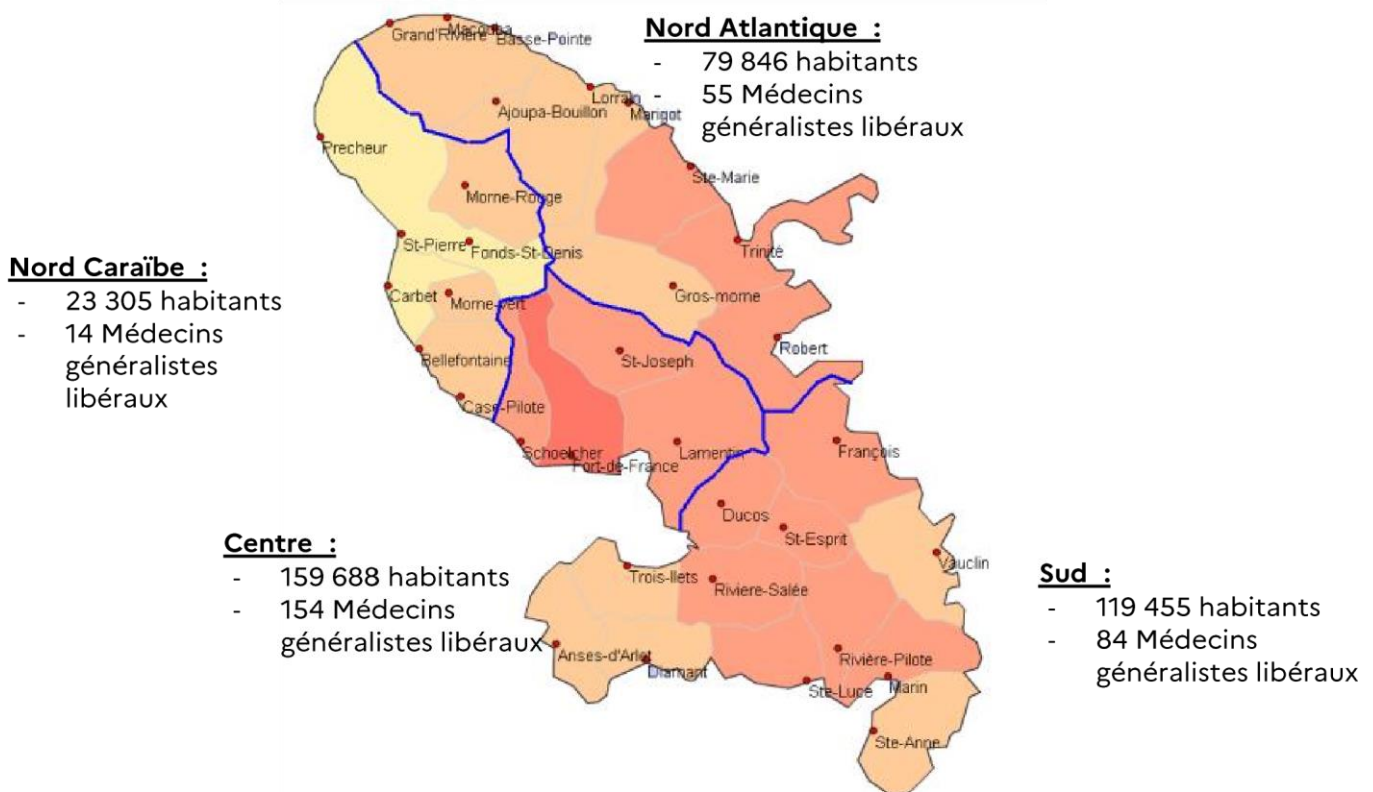 Nord Atlantique :
- 79 846 habitants
- 55 Médecins
généralistes libéraux
Nord Caraïbe :
- 23 305 habitants
- 14 Médecins
généralistes
libéraux
Centre :
- 159 688 habitants
- 154 Médecins
généralistes libéraux
Sud :
- 119 455 habitants
- 84 Médecins
généralistes libéraux
Grand'Rivière
Macouba
Basse-Pointe
Ajoupa-Bouillon
Lorrain
Marigot
Precheur
Ste-Marie
Morne-Rouge
St-Pierre
Fonds-St-Denis
Trinité
Carbet
Morne-vert
Gros-morne
Bellefontaine
St-Joseph
Robert
Case-Pilote
Schoelcher
Fort-de-France
Lamentin
François
Ducos
St-Esprit
Vauclin
Trois-Ilets
Riviere-Salée
Anses-d'Arlet
Diamant
Rivière-Pilote
Ste-Luce
Marin
Ste-Anne